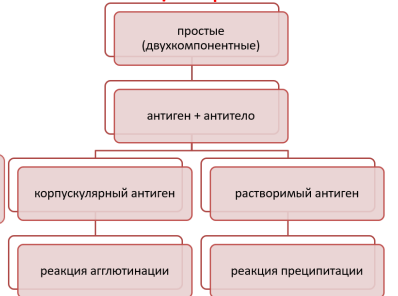 простые
(двухкомпонентные)
антиген + антитело
корпускулярный антиген
растворимый антиген
реакция агглютинации
реакция преципитации